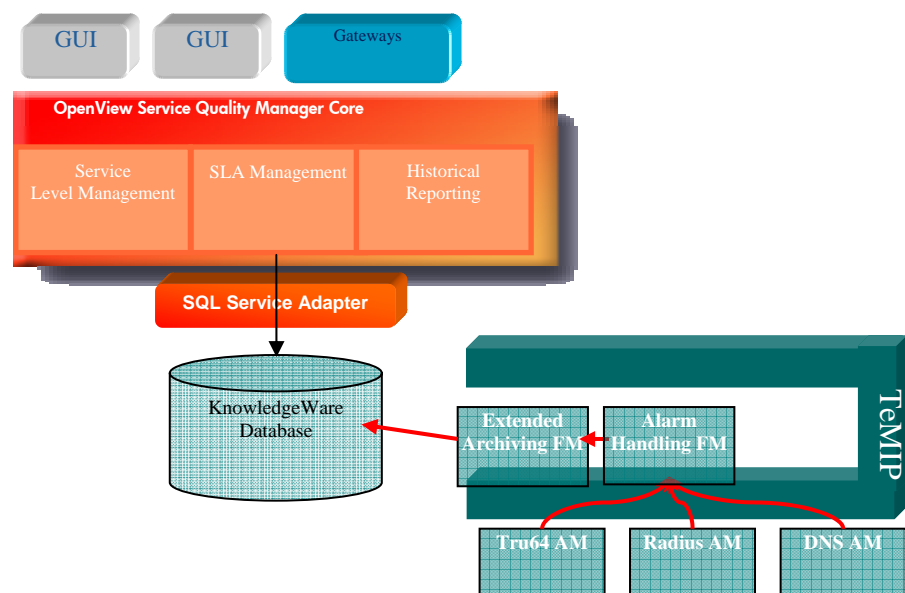 GUI
GUI
Gateways
OpenView Service Quality Manager Core
Service
Level Management
SLA Management
Historical
Reporting
SQL Service Adapter
KnowledgeWare
Database
Extended
Archiving FM
Alarm
Handling FM
TeMIP
Tru64 AM
Radius AM
DNS AM